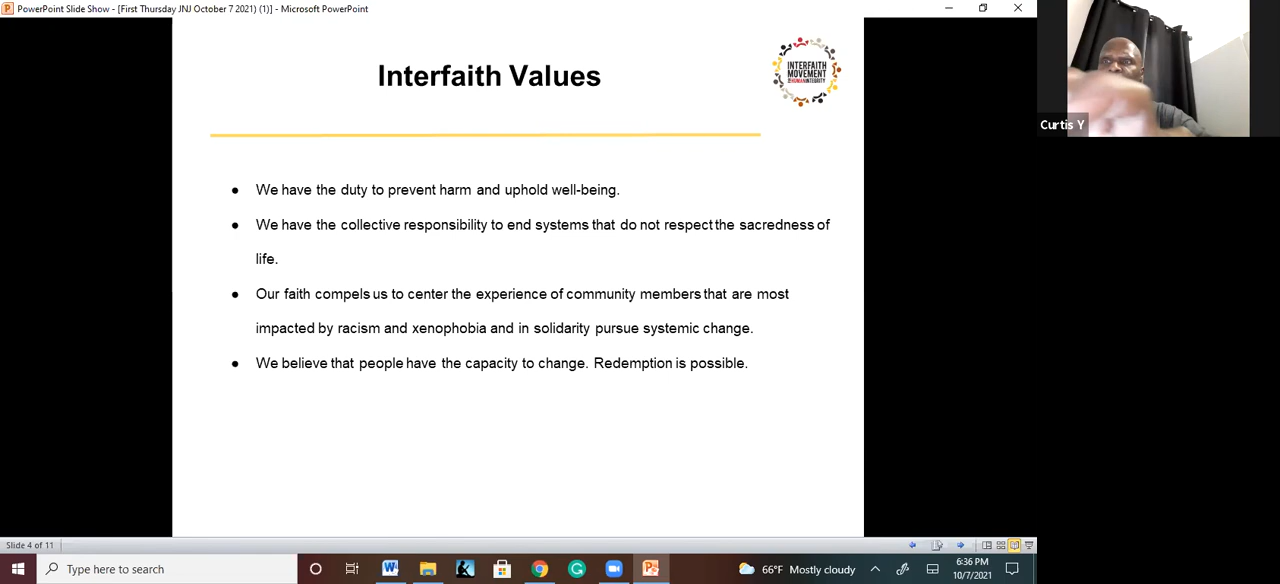 PowerPoint Slide Show - [First Thursday JNJ October 7 2021) (1)] - Microsoft PowerPoint
Interfaith Values
INTERFAITH
MOVEMENT
HUMAN INTEGRITY
Curtis Y
● We have the duty to prevent harm and uphold well-being.
● We have the collective responsibility to end systems that do not respect the sacredness of
life.
● Our faith compels us to center the experience of community members that are most
impacted by racism and xenophobia and in solidarity pursue systemic change.
● We believe that people have the capacity to change. Redemption is possible.
Slide 4 of 11
Type here to search
66°F Mostly cloudy
6:36 PM
10/7/2021